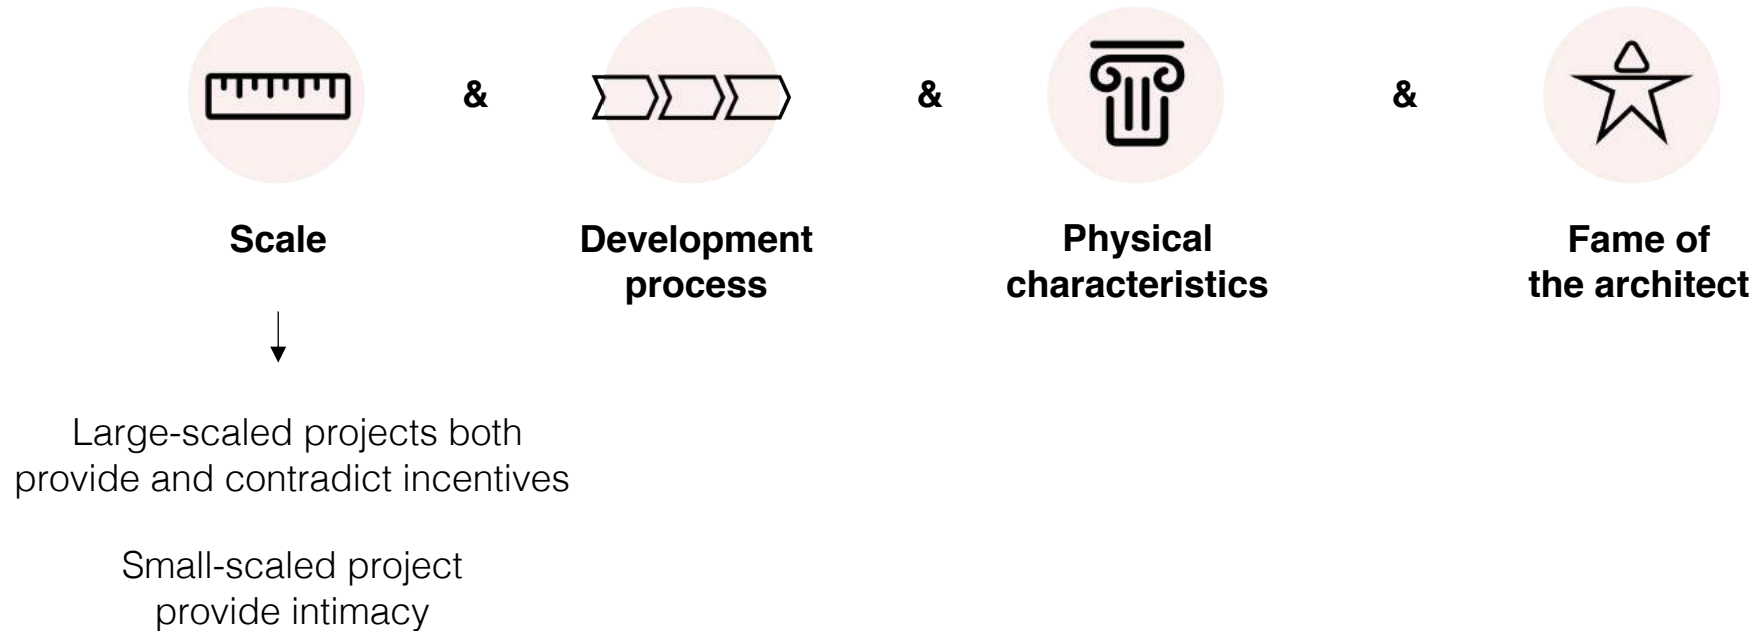 & & &
Scale
Development
process
Physical
characteristics
Fame of
the architect
Large-scaled projects both
provide and contradict incentives
Small-scaled project
provide intimacy